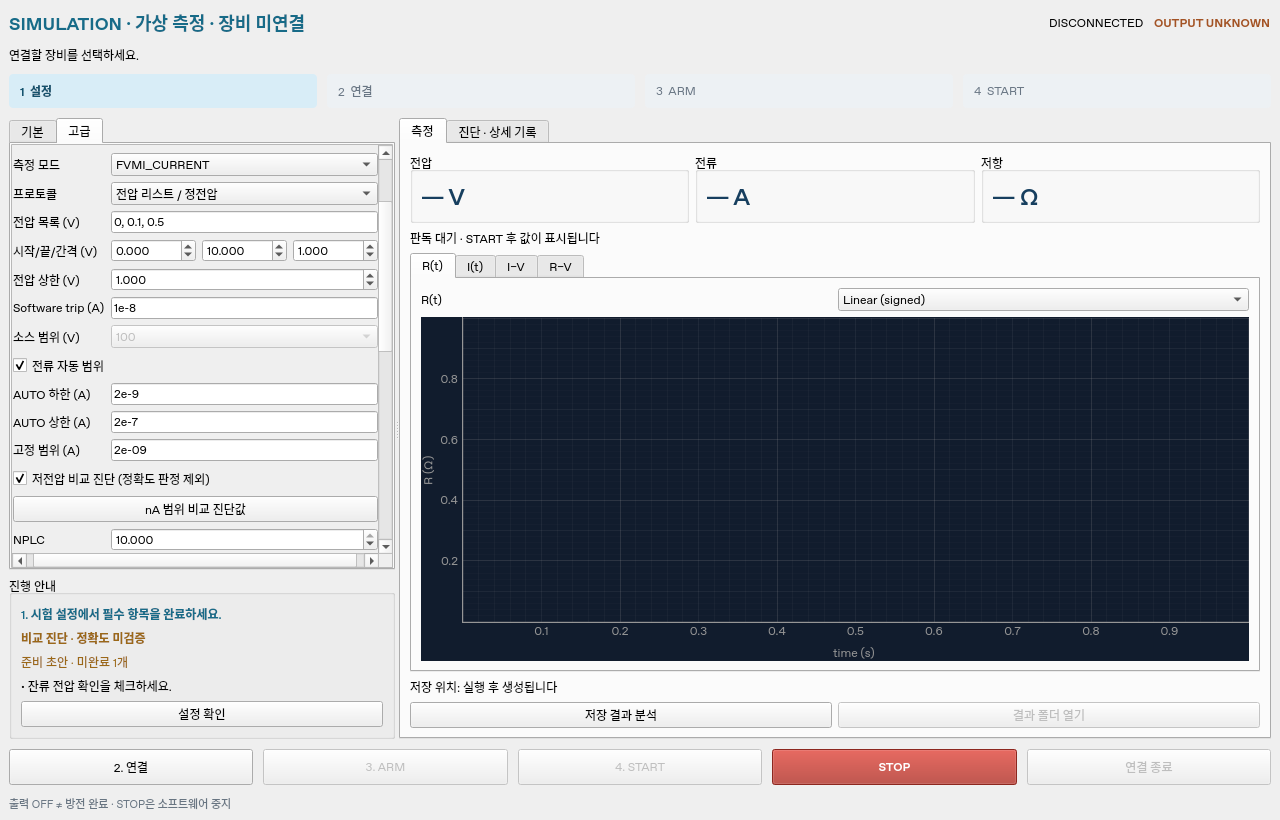 SIMULATION · 가상 측정 · 장비 미연결
DISCONNECTED OUTPUT UNKNOWN
연결할 장비를 선택하세요.
1 설정
2 연결
3 ARM
4 START
기본
고급
측정 모드 FVMI_CURRENT
프로토콜 전압 리스트 / 정전압
전압 목록 (V) 0, 0.1, 0.5
시작/끝/간격 (V) 0.000 10.000 1.000
전압 상한 (V) 1.000
Software trip (A) 1e-8
소스 범위 (V) 100
전류 자동 범위
AUTO 하한 (A) 2e-9
AUTO 상한 (A) 2e-7
고정 범위 (A) 2e-09
저전압 비교 진단 (정확도 판정 제외)
nA 범위 비교 진단값
NPLC 10.000
진행 안내
1. 시험 설정에서 필수 항목을 완료하세요.
비교 진단 · 정확도 미검증
준비 초안 · 미완료 1개
· 잔류 전압 확인을 체크하세요.
설정 확인
측정
진단 · 상세 기록
전압
전류
저항
— V
— A
— Ω
판독 대기 · START 후 값이 표시됩니다
R(t)
I(t)
I–V
R–V
R(t)
Linear (signed)
0.8
0.6
0.4
0.2
R (Ω)
0.1 0.2 0.3 0.4 0.5 0.6 0.7 0.8 0.9
time (s)
저장 위치: 실행 후 생성됩니다
저장 결과 분석
결과 폴더 열기
2. 연결
3. ARM
4. START
STOP
연결 종료
출력 OFF ≠ 방전 완료 · STOP은 소프트웨어 중지